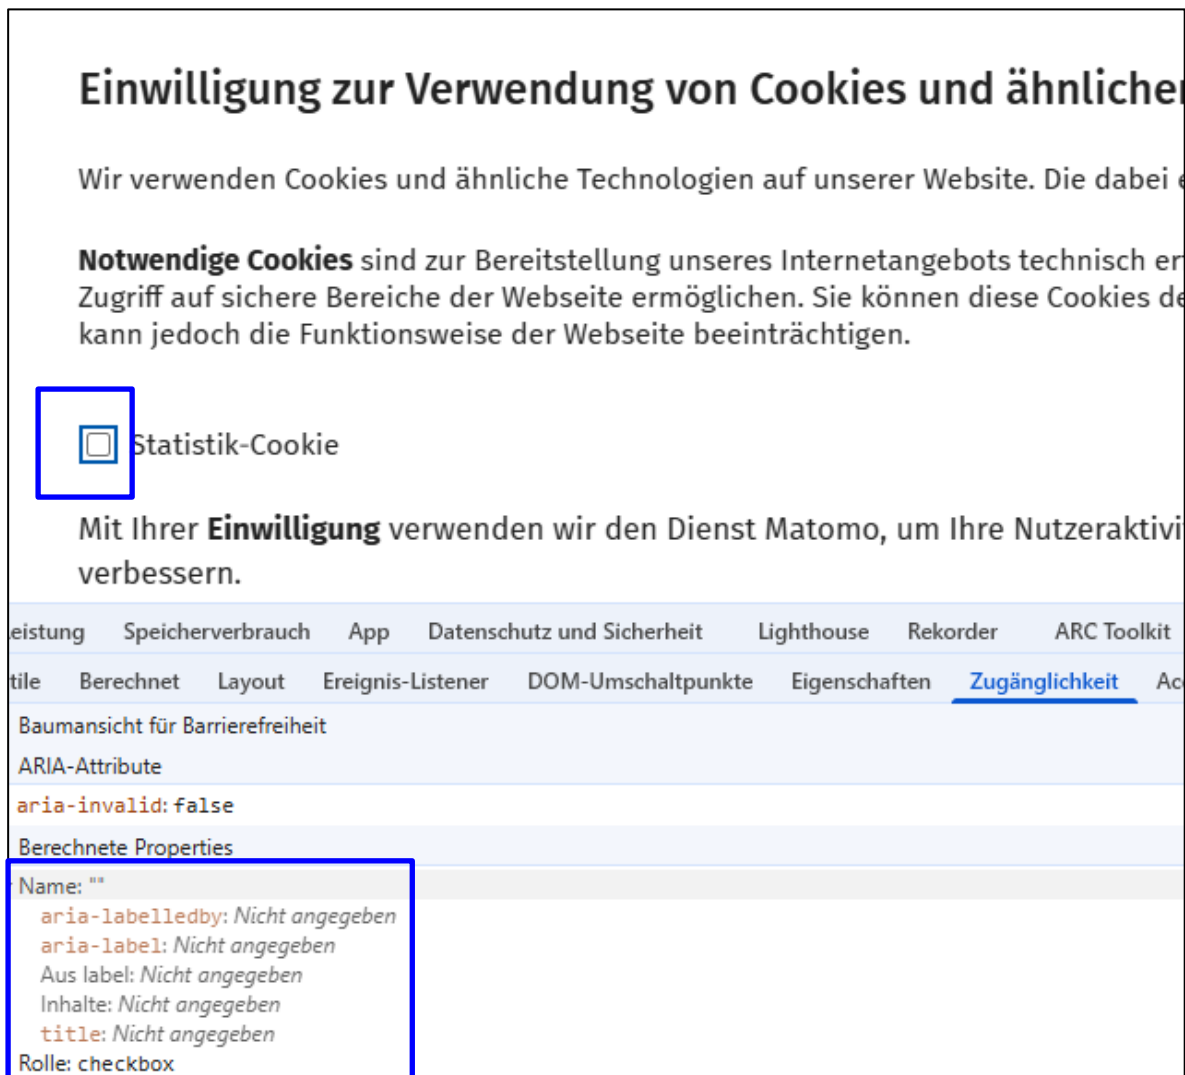 Einwilligung zur Verwendung von Cookies und ähnlicher
Wir verwenden Cookies und ähnliche Technologien auf unserer Website. Die dabei
Notwendige Cookies sind zur Bereitstellung unseres Internetangebots technisch er
Zugriff auf sichere Bereiche der Webseite ermöglichen. Sie können diese Cookies de
kann jedoch die Funktionsweise der Webseite beeinträchtigen.
Statistik-Cookie
Mit Ihrer Einwilligung verwenden wir den Dienst Matomo, um Ihre Nutzeraktivi
verbessern.
eistung Speicherverbrauch App Datenschutz und Sicherheit Lighthouse Rekorder ARC Toolkit
tile Berechnet Layout Ereignis-Listener DOM-Umschaltpunkte Eigenschaften Zugänglichkeit Ac
Baumansicht für Barrierefreiheit
ARIA-Attribute
aria-invalid: false
Berechnete Properties
Name: ""
aria-labelledby: Nicht angegeben
aria-label: Nicht angegeben
Aus label: Nicht angegeben
Inhalte: Nicht angegeben
title: Nicht angegeben
Rolle: checkbox